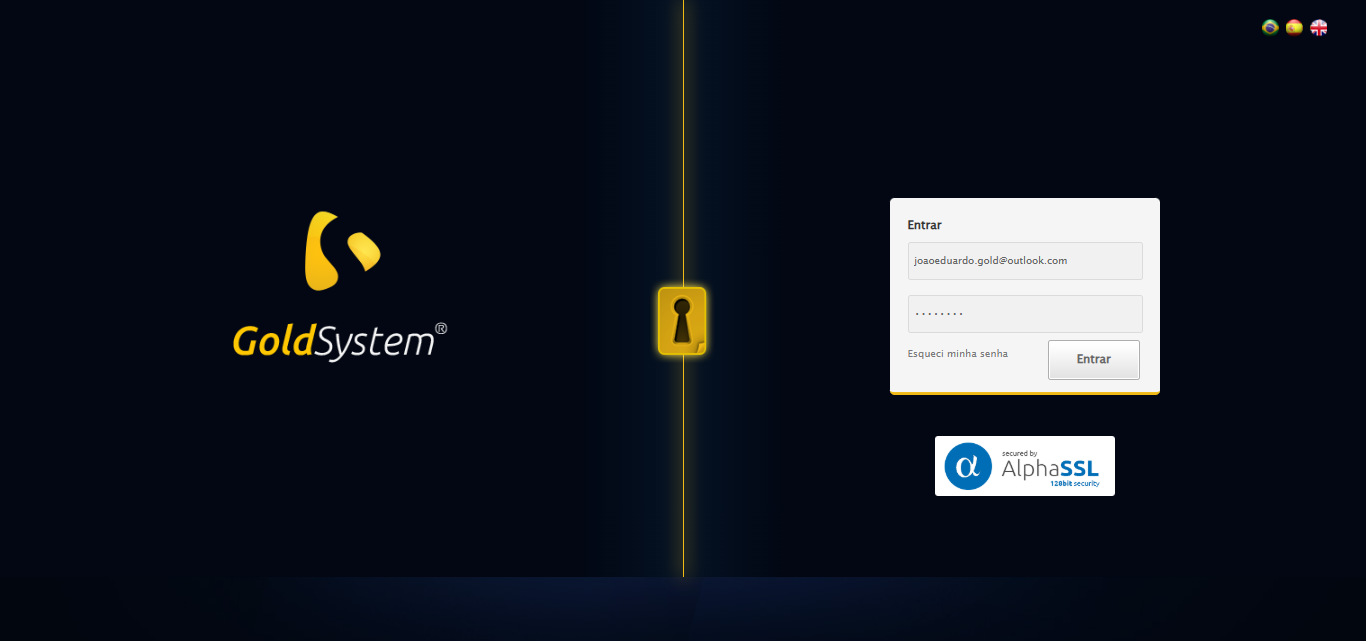 GoldSystem®
Entrar
joaoeduardo.gold@outlook.com
••••••••
Esqueci minha senha
Entrar
α
secured by
AlphaSSL
128bit security